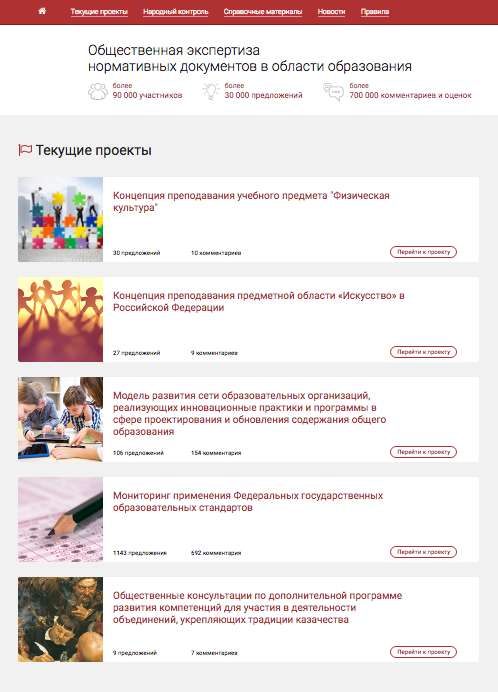 Текущие проекты Народный контроль Справочные материалы Новости Правила
Общественная экспертиза
нормативных документов в области образования
более
90 000 участников
более
30 000 предложений
более
700 000 комментариев и оценок
Текущие проекты
Концепция преподавания учебного предмета "Физическая
культура"
30 предложений 10 комментариев Перейти к проекту
Концепция преподавания предметной области «Искусство» в
Российской Федерации
27 предложений 9 комментариев Перейти к проекту
Модель развития сети образовательных организаций,
реализующих инновационные практики и программы в
сфере проектирования и обновления содержания общего
образования
106 предложений 154 комментария Перейти к проекту
Мониторинг применения Федеральных государственных
образовательных стандартов
1143 предложения 692 комментария Перейти к проекту
Общественные консультации по дополнительной программе
развития компетенций для участия в деятельности
объединений, укрепляющих традиции казачества
9 предложений 7 комментариев Перейти к проекту